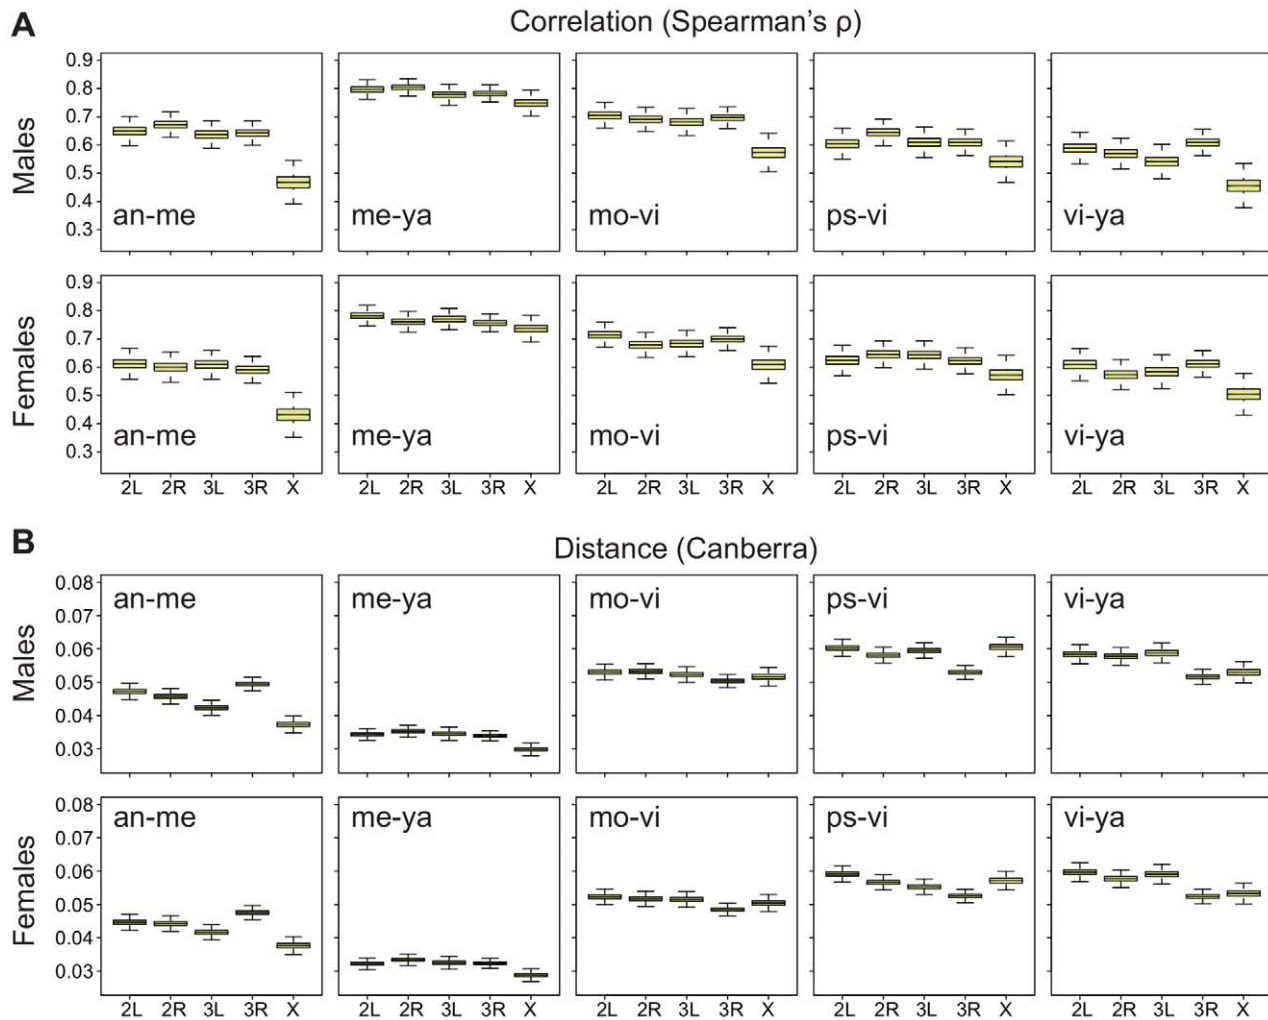 A
Correlation (Spearman's ρ)
Males
0.9
0.8
0.7
0.6
0.5
0.4
0.3
an-me
me-ya
mo-vi
ps-vi
vi-ya
Females
0.9
0.8
0.7
0.6
0.5
0.4
0.3
an-me
me-ya
mo-vi
ps-vi
vi-ya
2L 2R 3L 3R X
2L 2R 3L 3R X
2L 2R 3L 3R X
2L 2R 3L 3R X
2L 2R 3L 3R X
B
Distance (Canberra)
Males
0.08
0.07
0.06
0.05
0.04
0.03
an-me
me-ya
mo-vi
ps-vi
vi-ya
Females
0.08
0.07
0.06
0.05
0.04
0.03
an-me
me-ya
mo-vi
ps-vi
vi-ya
2L 2R 3L 3R X
2L 2R 3L 3R X
2L 2R 3L 3R X
2L 2R 3L 3R X
2L 2R 3L 3R X